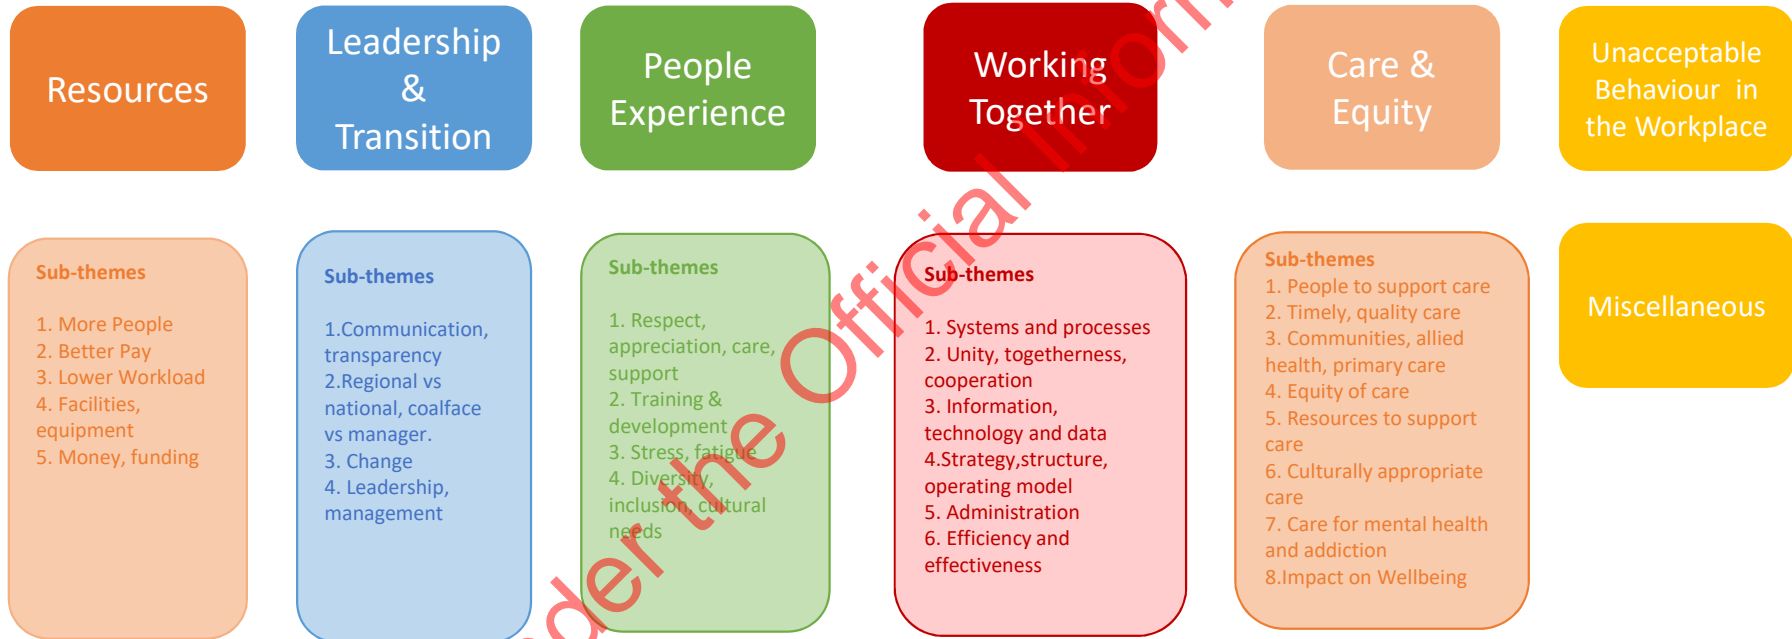 Resources
Leadership
&
Transition
People
Experience
Working
Together
Care &
Equity
Unacceptable
Behaviour in
the Workplace
Sub-themes
1. More People
2. Better Pay
3. Lower Workload
4. Facilities,
equipment
5. Money, funding
Sub-themes
1.Communication,
transparency
2.Regional vs
national, coalface
vs manager.
3. Change
4. Leadership,
management
Sub-themes
1. Respect,
appreciation, care,
support
2. Training &
development
3. Stress, fatigue
4. Diversity,
inclusion, cultural
needs
Sub-themes
1. Systems and processes
2. Unity, togetherness,
cooperation
3. Information,
technology and data
4.Strategy,structure,
operating model
5. Administration
6. Efficiency and
effectiveness
Sub-themes
1. People to support care
2. Timely, quality care
3. Communities, allied
health, primary care
4. Equity of care
5. Resources to support
care
6. Culturally appropriate
care
7. Care for mental health
and addiction
8.Impact on Wellbeing
Miscellaneous
the Official